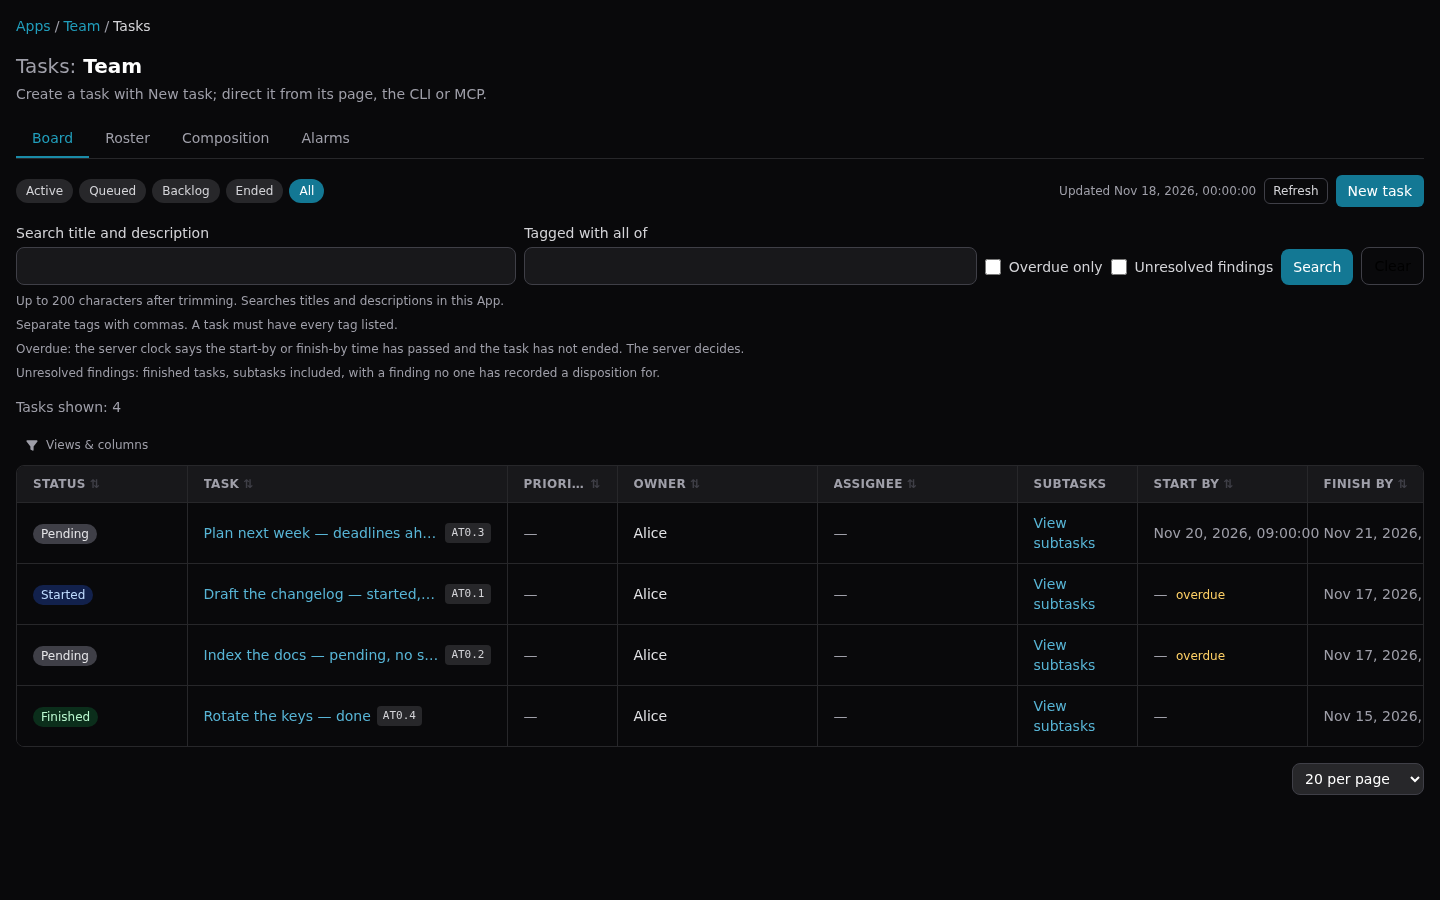 Apps / Team / Tasks
Tasks: Team
Create a task with New task; direct it from its page, the CLI or MCP.
Board Roster Composition Alarms
Active Queued Backlog Ended All Updated Nov 18, 2026, 00:00:00 Refresh New task
Search title and description Tagged with all of
Overdue only Unresolved findings Search Clear
Up to 200 characters after trimming. Searches titles and descriptions in this App.
Separate tags with commas. A task must have every tag listed.
Overdue: the server clock says the start-by or finish-by time has passed and the task has not ended. The server decides.
Unresolved findings: finished tasks, subtasks included, with a finding no one has recorded a disposition for.
Tasks shown: 4
Views & columns
STATUS TASK PRIORI… OWNER ASSIGNEE SUBTASKS START BY FINISH BY
Pending Plan next week — deadlines ah… AT0.3 — Alice — View subtasks Nov 20, 2026, 09:00:00 Nov 21, 2026,
Started Draft the changelog — started,… AT0.1 — Alice — View subtasks — overdue Nov 17, 2026,
Pending Index the docs — pending, no s… AT0.2 — Alice — View subtasks — overdue Nov 17, 2026,
Finished Rotate the keys — done AT0.4 — Alice — View subtasks — Nov 15, 2026,
20 per page